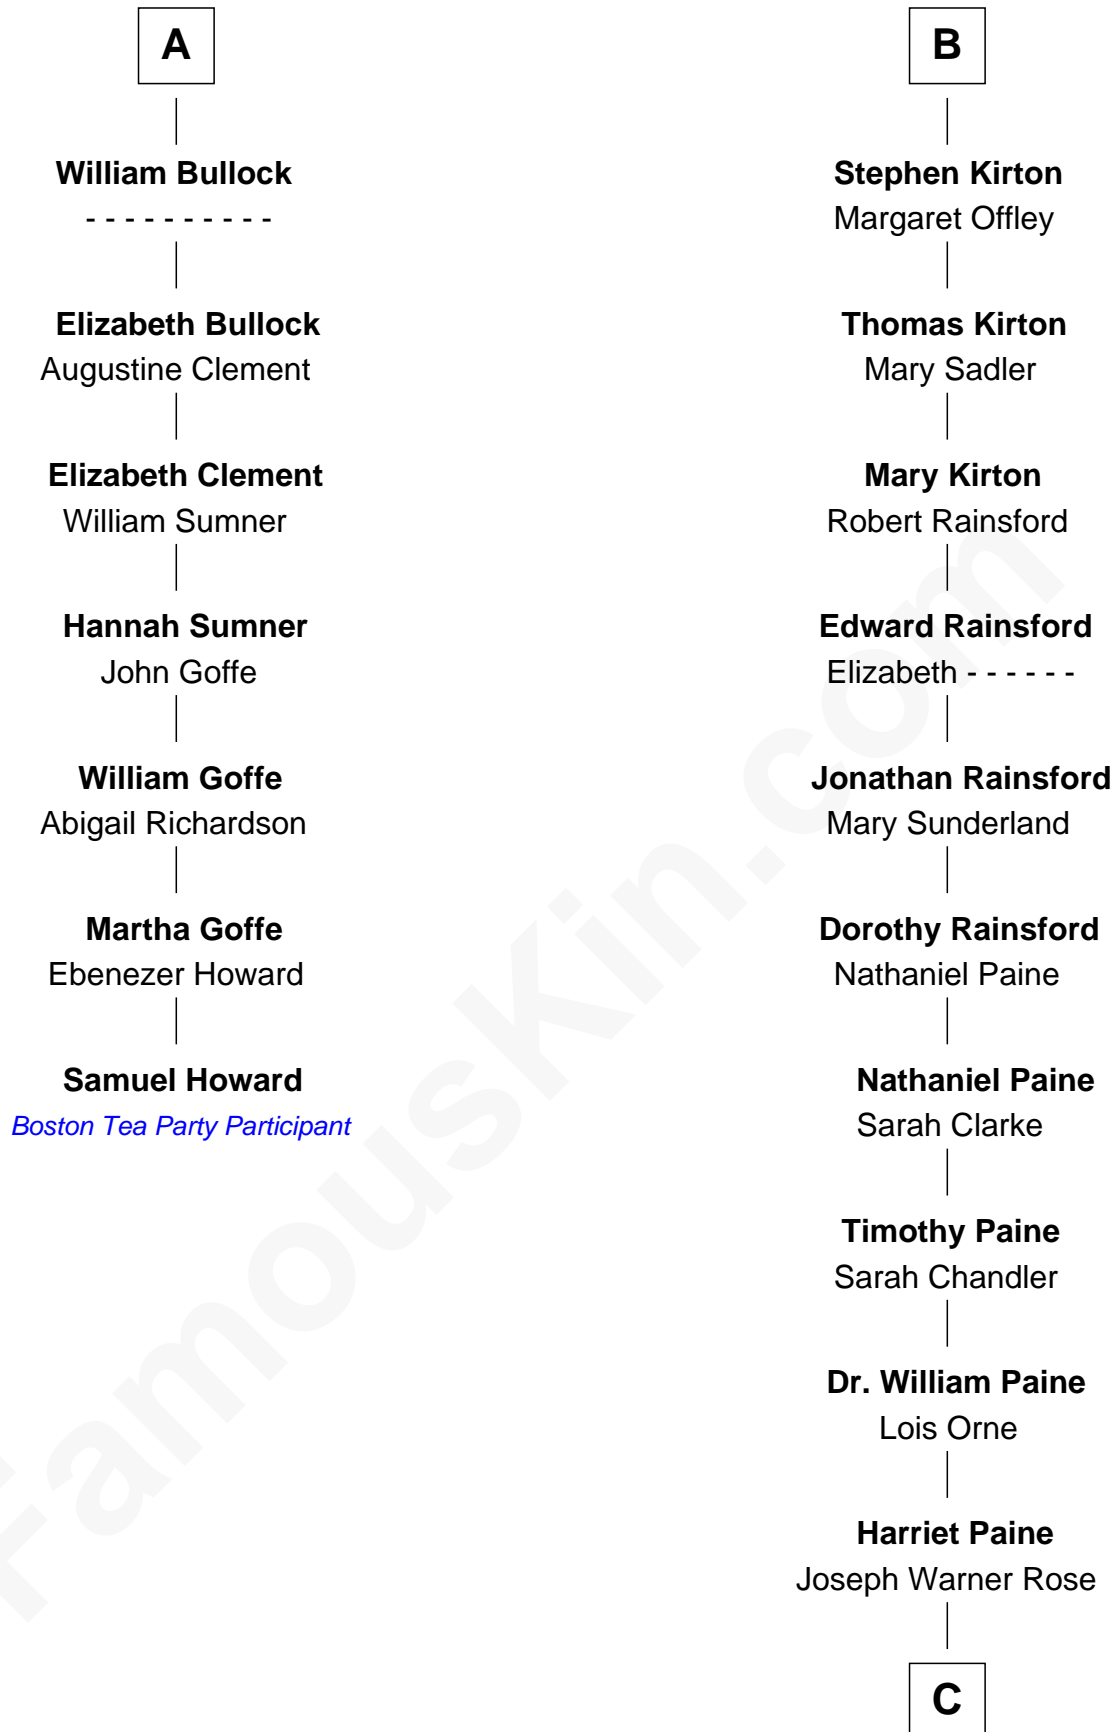 A
William Bullock
- - - - - - - - - -
Elizabeth Bullock
Augustine Clement
Elizabeth Clement
William Sumner
Hannah Sumner
John Goffe
William Goffe
Abigail Richardson
Martha Goffe
Ebenezer Howard
Samuel Howard
Boston Tea Party Participant
B
Stephen Kirton
Margaret Offley
Thomas Kirton
Mary Sadler
Mary Kirton
Robert Rainsford
Edward Rainsford
Elizabeth - - - - - -
Jonathan Rainsford
Mary Sunderland
Dorothy Rainsford
Nathaniel Paine
Nathaniel Paine
Sarah Clarke
Timothy Paine
Sarah Chandler
Dr. William Paine
Lois Orne
Harriet Paine
Joseph Warner Rose
C
FamousKin.com